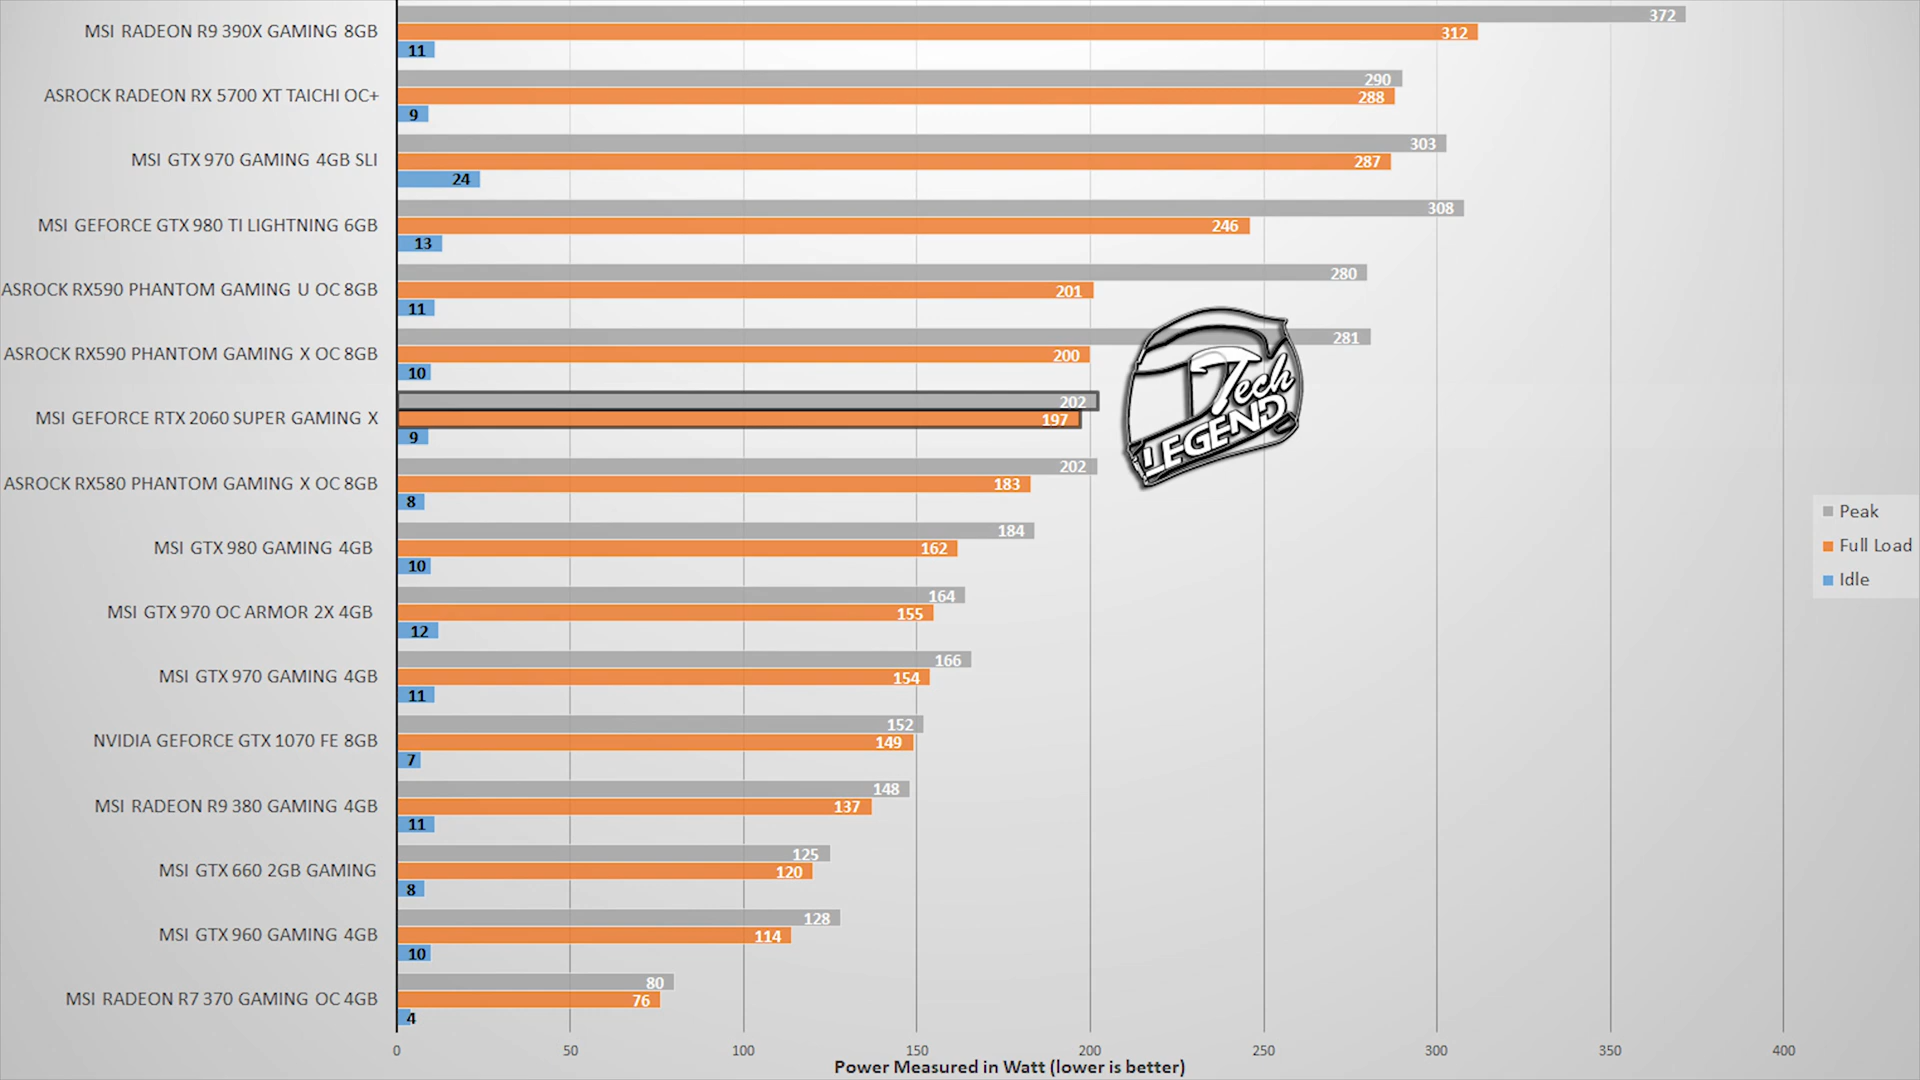 372
MSI RADEON R9 390X GAMING 8GB
312
11
290
ASROCK RADEON RX 5700 XT TAICHI OC+
288
9
303
MSI GTX 970 GAMING 4GB SLI
287
24
308
MSI GEFORCE GTX 980 TI LIGHTNING 6GB
246
13
280
ASROCK RX590 PHANTOM GAMING U OC 8GB
201
11
281
ASROCK RX590 PHANTOM GAMING X OC 8GB
200
10
Tech
LEGEND
202
MSI GEFORCE RTX 2060 SUPER GAMING X
197
9
202
ASROCK RX580 PHANTOM GAMING X OC 8GB
183
8
184
MSI GTX 980 GAMING 4GB
162
10
164
MSI GTX 970 OC ARMOR 2X 4GB
155
12
166
MSI GTX 970 GAMING 4GB
154
11
152
NVIDIA GEFORCE GTX 1070 FE 8GB
149
7
148
MSI RADEON R9 380 GAMING 4GB
137
11
125
MSI GTX 660 2GB GAMING
120
8
128
MSI GTX 960 GAMING 4GB
114
10
80
MSI RADEON R7 370 GAMING OC 4GB
76
4
Peak
Full Load
Idle
0 50 100 150 200 250 300 350 400
Power Measured in Watt (lower is better)